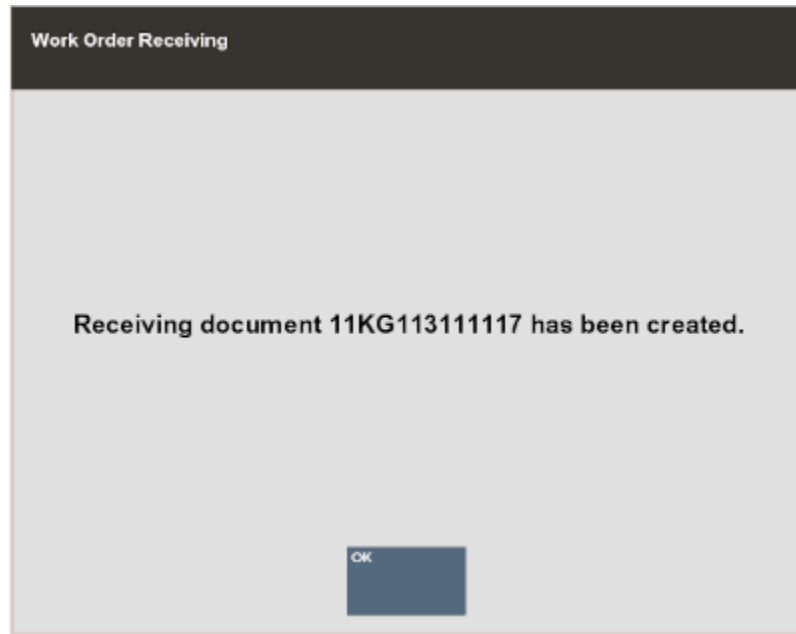 Work Order Receiving
Receiving document 11KG113111117 has been created.
OK